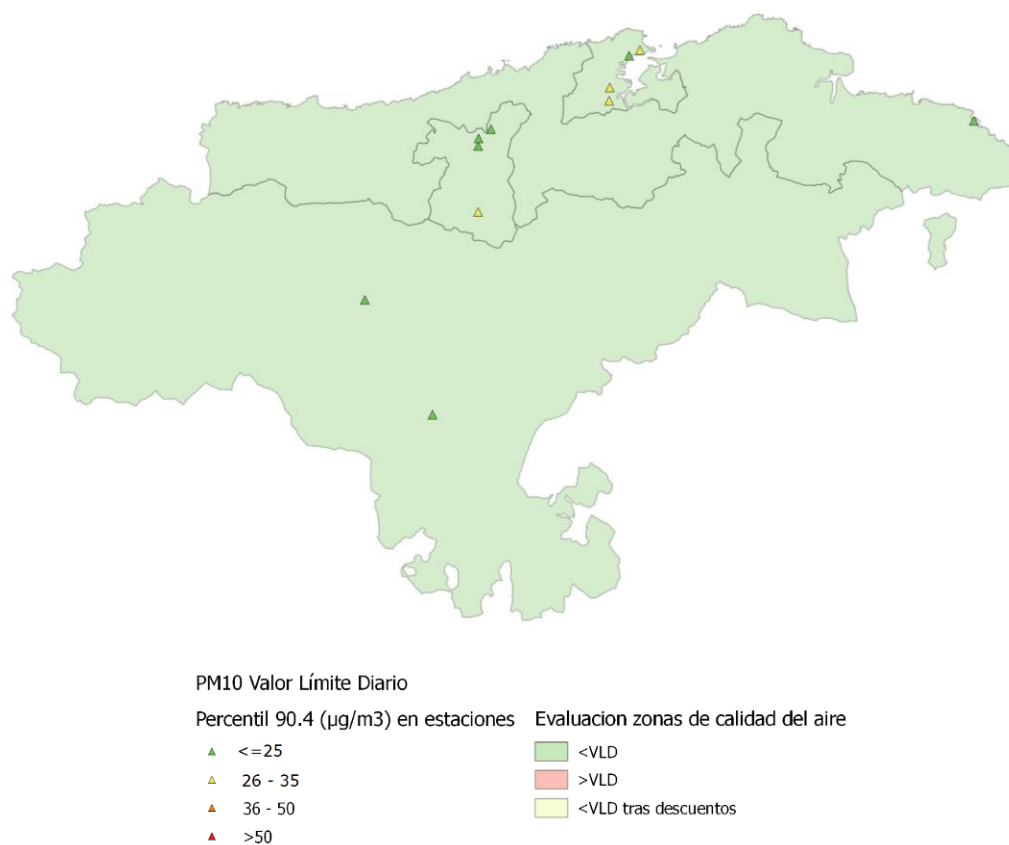 PM10 Valor Límite Diario
Percentil 90.4 (µg/m3) en estaciones
<=25
26 - 35
36 - 50
>50
Evaluacion zonas de calidad del aire
<VLD
>VLD
<VLD tras descuentos